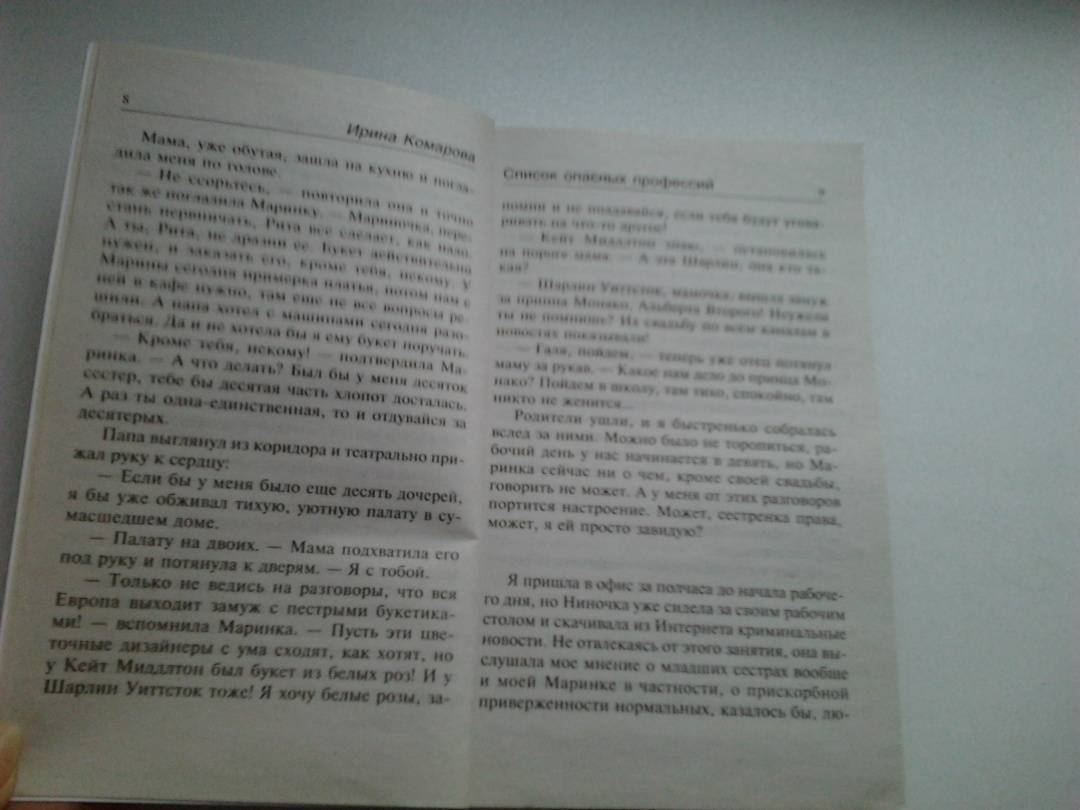 8
Ирина Комарова
Мама, уже обутая, зашла на кухню и погла-
дила меня по голове.
— Не ссорьтесь, — повторила она и точно
так же погладила Маринку. — Мариночка, пере-
стань нервничать, Рита все сделает, как надо.
А ты, Рита, не дразни ее. Букет действительно
нужен, и заказать его, кроме тебя, некому. У
Марины сегодня примерка платья, потом нам с
ней в кафе нужно, там еще не все вопросы ре-
шили. А папа хотел с машинами сегодня разо-
браться. Да и не хотела бы я ему букет поручать.
— Кроме тебя, некому! — подтвердила Ма-
ринка. — А что делать? Был бы у меня десяток
сестер, тебе бы десятая часть хлопот досталась.
А раз ты одна-единственная, то и отдувайся за
десятерых.
Папа выглянул из коридора и театрально при-
жал руку к сердцу:
— Если бы у меня было еще десять дочерей,
я бы уже обживал тихую, уютную палату в су-
масшедшем доме.
— Палату на двоих. — Мама подхватила его
под руку и потянула к дверям. — Я с тобой.
— Только не ведись на разговоры, что вся
Европа выходит замуж с пестрыми букетика-
ми! — вспомнила Маринка. — Пусть эти цве-
точные дизайнеры с ума сходят, как хотят, но
у Кейт Миддлтон был букет из белых роз! И у
Шарлин Уиттсток тоже! Я хочу белые розы, за-
Список опасных профессий
9
помни и не поддавайся, если тебя будут угова-
ривать на что-то другое!
— Кейт Миддлтон знаю, — остановилась
на пороге мама. — А эта Шарлин, она кто та-
кая?
— Шарлин Уиттсток, мамочка, вышла замуж
за принца Монако, Альберта Второго! Неужели
ты не помнишь? Их свадьбу по всем каналам в
новостях показывали!
— Галя, пойдем, — теперь уже отец потянул
маму за рукав. — Какое нам дело до принца Мо-
нако? Пойдем в школу, там тихо, спокойно, там
никто не женится...
Родители ушли, и я быстренько собралась
вслед за ними. Можно было не торопиться, ра-
бочий день у нас начинается в девять, но Ма-
ринка сейчас ни о чем, кроме своей свадьбы,
говорить не может. А у меня от этих разговоров
портится настроение. Может, сестренка права,
может, я ей просто завидую?
Я пришла в офис за полчаса до начала рабоче-
го дня, но Ниночка уже сидела за своим рабочим
столом и скачивала из Интернета криминальные
новости. Не отвлекаясь от этого занятия, она вы-
слушала мое мнение о младших сестрах вообще
и моей Маринке в частности, о прискорбной
приверженности нормальных, казалось бы, лю-